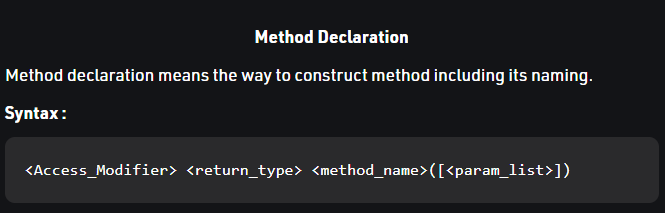 Method Declaration
Method declaration means the way to construct method including its naming.
Syntax :
<Access_Modifier> <return_type> <method_name>([<param_list>])